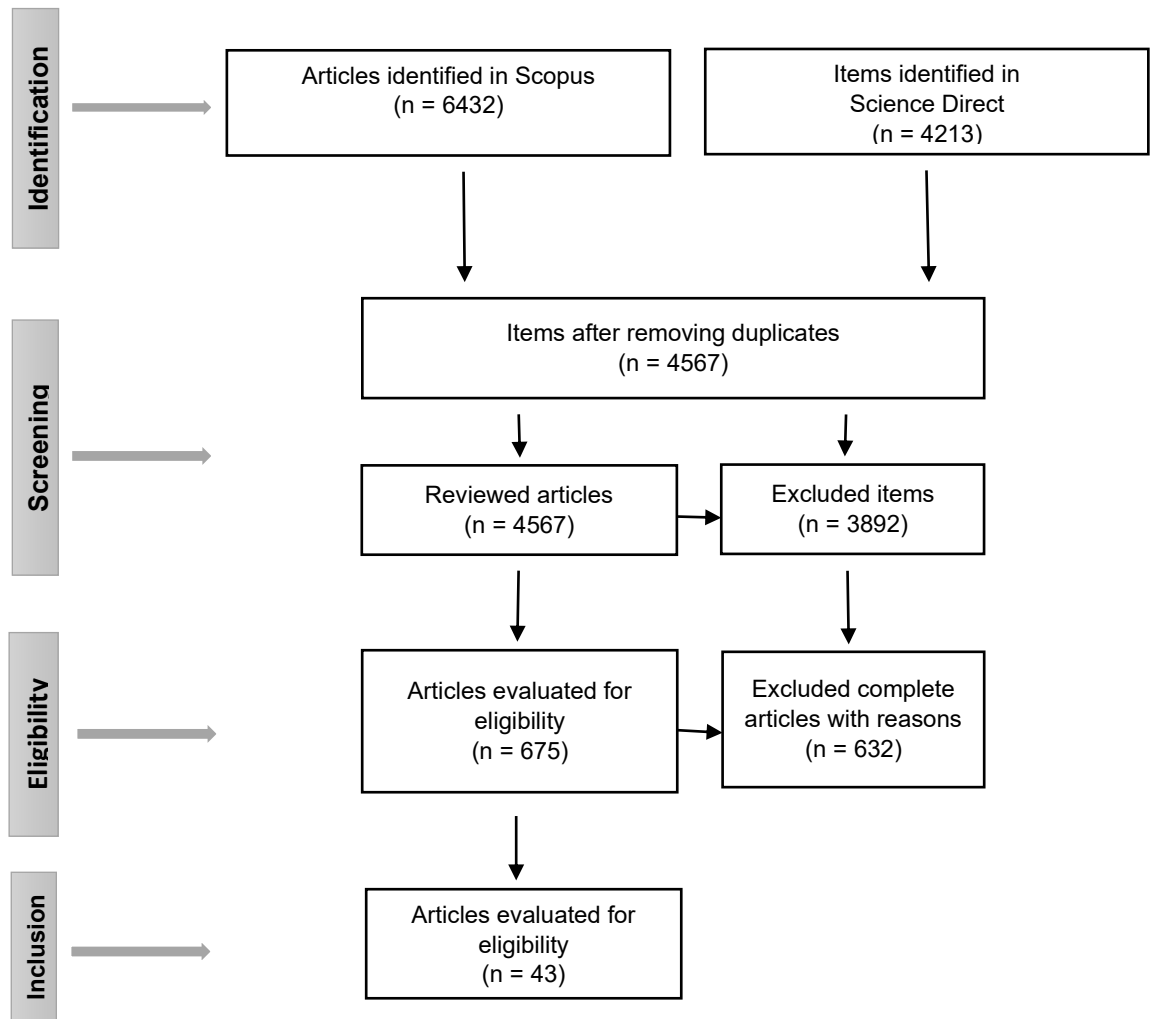 Identification
Articles identified in Scopus
(n = 6432)
Items identified in
Science Direct
(n = 4213)
Screening
Items after removing duplicates
(n = 4567)
Reviewed articles
(n = 4567)
Excluded items
(n = 3892)
Eligibility
Articles evaluated for
eligibility
(n = 675)
Excluded complete
articles with reasons
(n = 632)
Inclusion
Articles evaluated for
eligibility
(n = 43)